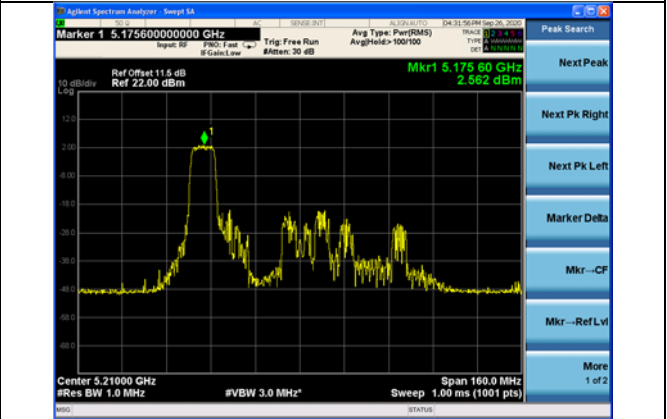 Agilent Spectrum Analyzer - Swept SA
50 Ω AC SENSE:INT ALIGN AUTO 04:31:56 PM Sep 26, 2020
Marker 1 5.175600000000 GHz
Input: RF PNO: Fast Trig: Free Run Avg Type: Pwr(RMS) TRACE 1 2 3 4 5 6
IFGain:Low #Atten: 30 dB Avg|Hold:> 100/100 TYPE A
DET A N N N N N
Ref Offset 11.5 dB
10 dB/div Ref 22.00 dBm
Log
Mkr1 5.175 60 GHz
2.562 dBm
1
12.0
2.00
-8.00
-18.0
-28.0
-38.0
-48.0
-58.0
-68.0
Center 5.21000 GHz Span 160.0 MHz
#Res BW 1.0 MHz #VBW 3.0 MHz* Sweep 1.00 ms (1001 pts)
MSG STATUS
Peak Search
Next Peak
Next Pk Right
Next Pk Left
Marker Delta
Mkr→CF
Mkr→Ref Lvl
More
1 of 2